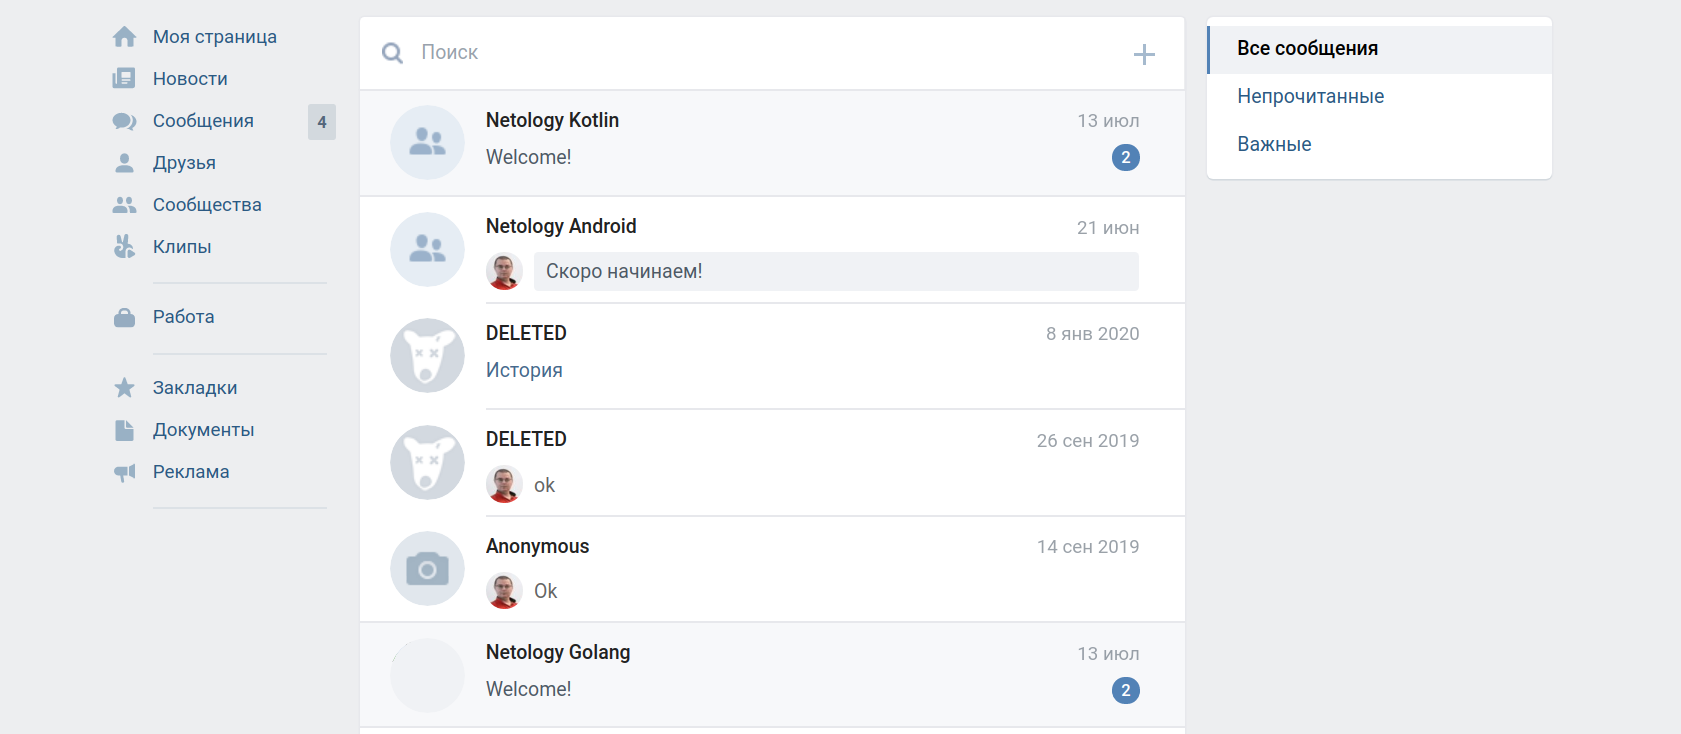 Моя страница
Новости
Сообщения 4
Друзья
Сообщества
Клипы
Работа
Закладки
Документы
Реклама
Поиск
Netology Kotlin 13 июл
Welcome! 2
Netology Android 21 июн
Скоро начинаем!
DELETED 8 янв 2020
История
DELETED 26 сен 2019
ok
Anonymous 14 сен 2019
Ok
Netology Golang 13 июл
Welcome! 2
Все сообщения
Непрочитанные
Важные